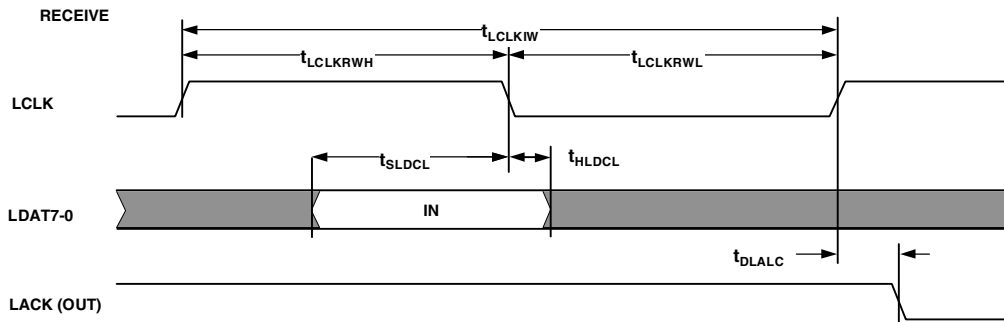 RECEIVE
tLCLKIW
tLCLKRWH
tLCLKRWL
LCLK
tSLDCL
tHLDCL
LDAT7-0
IN
tDLALC
LACK (OUT)